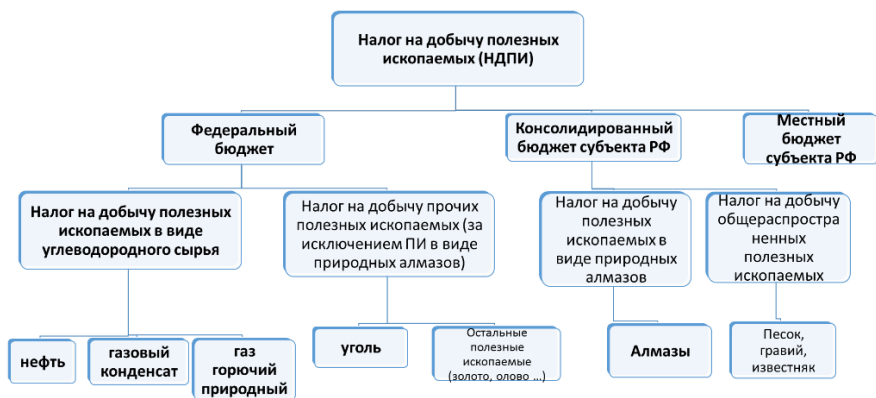 Налог на добычу полезных
ископаемых (НДПИ)
Федеральный
бюджет
Консолидированный
бюджет субъекта РФ
Местный
бюджет
субъекта РФ
Налог на добычу полезных
ископаемых в виде
углеводородного сырья
Налог на добычу прочих
полезных ископаемых (за
исключением ПИ в виде
природных алмазов)
Налог на добычу
полезных
ископаемых в
виде природных
алмазов
Налог на добычу
общераспростра
ненных
полезных
ископаемых
нефть
газовый
конденсат
газ
горючий
природный
уголь
Остальные
полезные
ископаемые
(золото, олово ...)
Алмазы
Песок,
гравий,
известняк